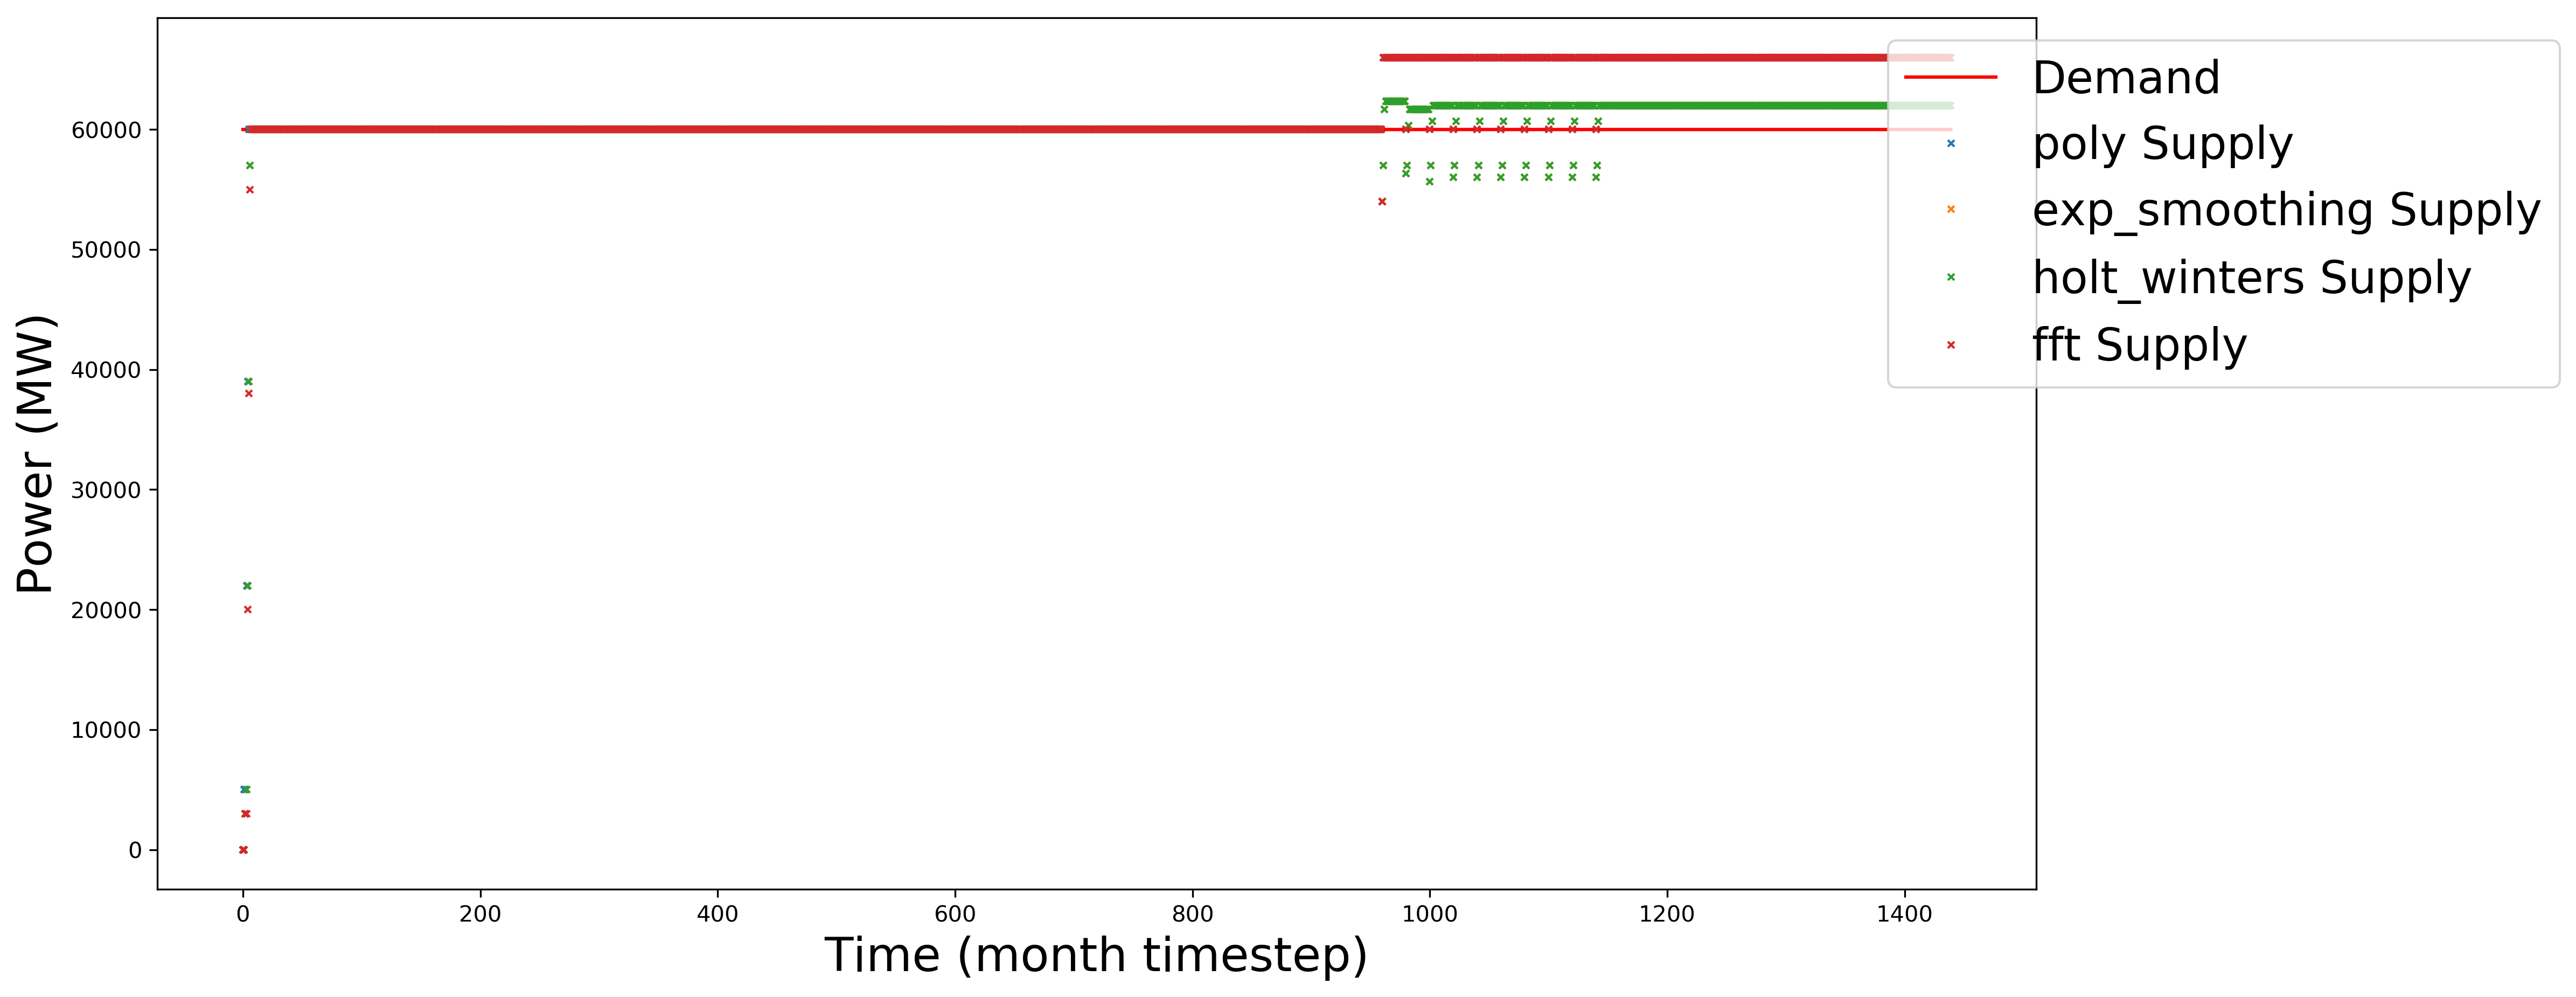 Power (MW)
60000
50000
40000
30000
20000
10000
0
0 200 400 600 800 1000 1200 1400
Time (month timestep)
Demand
poly Supply
exp_smoothing Supply
holt_winters Supply
fft Supply